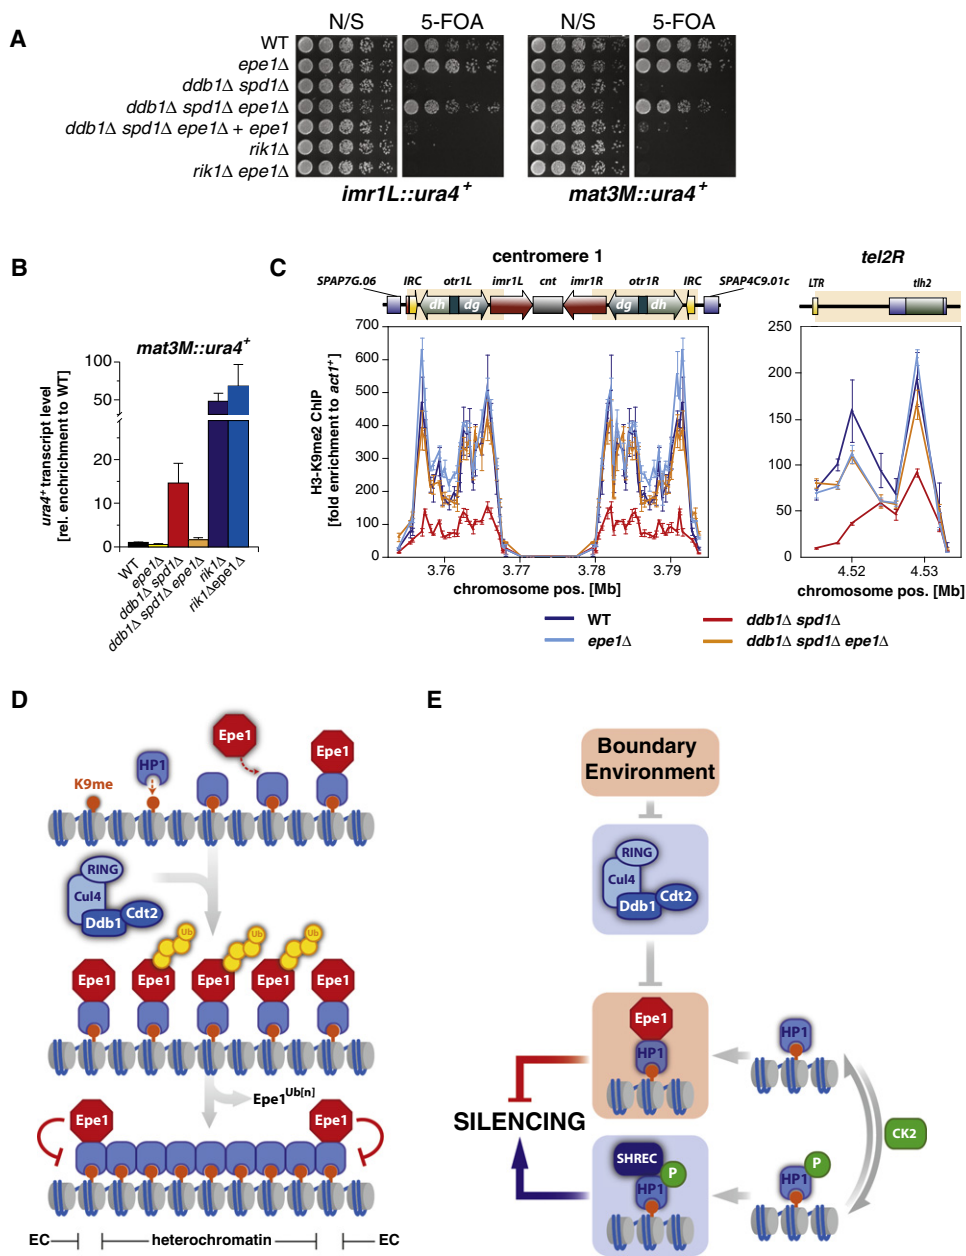 A
N/S 5-FOA N/S 5-FOA
WT
epe1Δ
ddb1Δ spd1Δ
ddb1Δ spd1Δ epe1Δ
ddb1Δ spd1Δ epe1Δ + epe1
rik1Δ
rik1Δ epe1Δ
imr1L::ura4+ mat3M::ura4+
B
mat3M::ura4+
ura4+ transcript level
[rel. enrichment to WT]
100
50
20
10
0
WT
epe1Δ
ddb1Δ spd1Δ
ddb1Δ spd1Δ epe1Δ
rik1Δ
rik1Δepe1Δ
C
centromere 1
SPAP7G.06 IRC otr1L imr1L cnt imr1R otr1R IRC SPAP4C9.01c
dh dg dg dh
H3-K9me2 ChIP
[fold enrichment to act1+]
700
600
500
400
300
200
100
0
3.76 3.77 3.78 3.79
chromosome pos. [Mb]
tel2R
LTR tlh2
250
200
150
100
50
0
4.52 4.53
chromosome pos. [Mb]
WT
epe1Δ
ddb1Δ spd1Δ
ddb1Δ spd1Δ epe1Δ
D
K9me
HP1
Epe1
Epe1
RING
Cul4
Ddb1
Cdt2
Ub Ub Ub
Epe1 Epe1 Epe1 Epe1 Epe1
Epe1Ub[n]
Epe1 Epe1
EC heterochromatin EC
E
Boundary
Environment
RING
Cul4
Ddb1
Cdt2
Epe1
HP1
HP1
SILENCING
CK2
SHREC
P
HP1
P
HP1